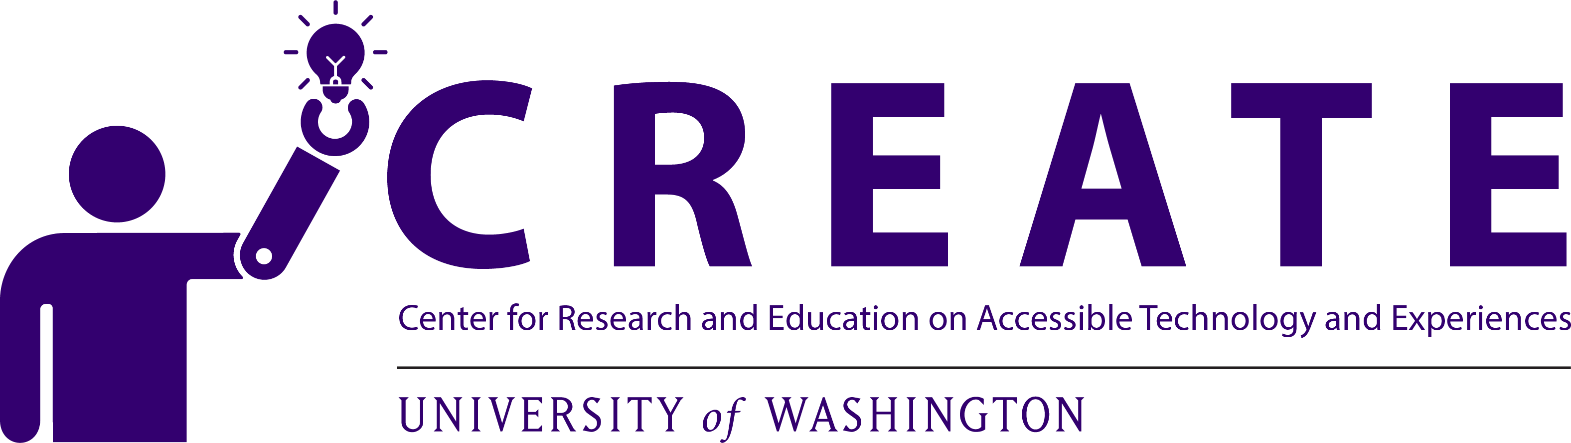 CREATE
Center for Research and Education on Accessible Technology and Experiences
UNIVERSITY of WASHINGTON